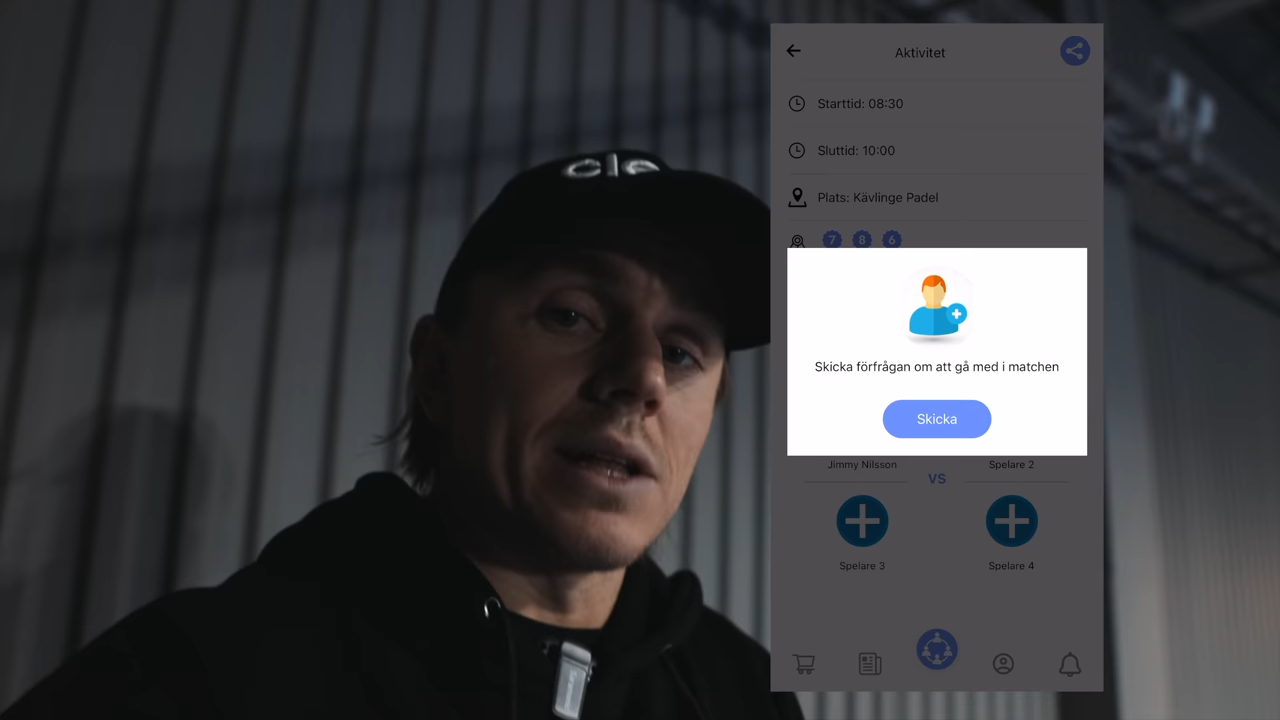 cle
Aktivitet
Starttid: 08:30
Sluttid: 10:00
Plats: Kävlinge Padel
7 8 6
Skicka förfrågan om att gå med i matchen
Skicka
Jimmy Nilsson
Spelare 2
VS
Spelare 3
Spelare 4